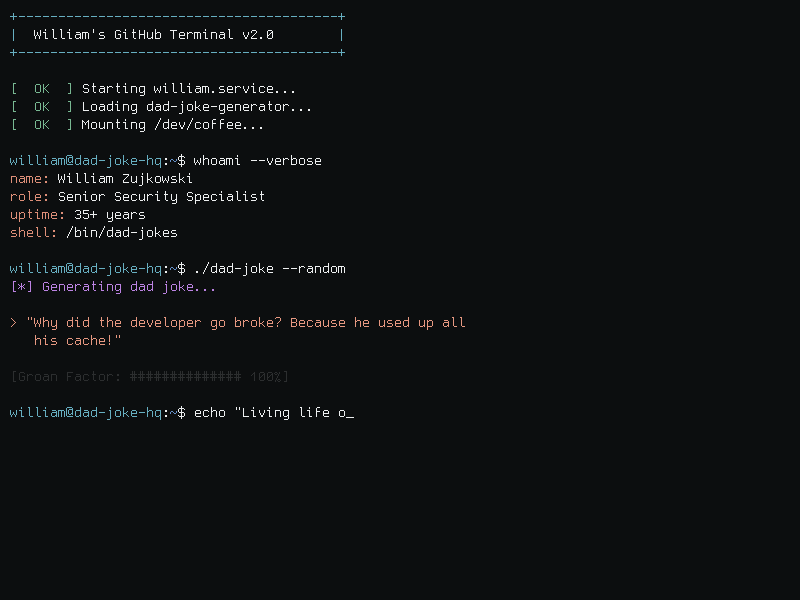 +----------------------------------------+
|  William's GitHub Terminal v2.0        |
+----------------------------------------+
[  OK  ] Starting william.service...
[  OK  ] Loading dad-joke-generator...
[  OK  ] Mounting /dev/coffee...
william@dad-joke-hq:~$ whoami --verbose
name: William Zujkowski
role: Senior Security Specialist
uptime: 35+ years
shell: /bin/dad-jokes
william@dad-joke-hq:~$ ./dad-joke --random
[*] Generating dad joke...
> "Why did the developer go broke? Because he used up all
his cache!"
[Groan Factor: ############## 100%]
william@dad-joke-hq:~$ echo "Living life o_